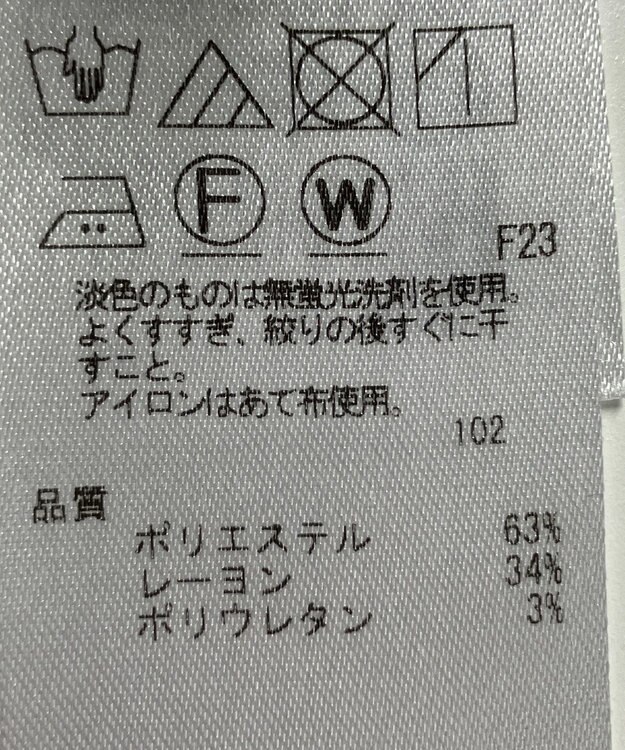 F
W
F23
淡色のものは無蛍光洗剤を使用。
よくすすぎ、絞りの後すぐに干
すこと。
アイロンはあて布使用。
102
品質
ポリエステル 63%
レーヨン 34%
ポリウレタン 3%